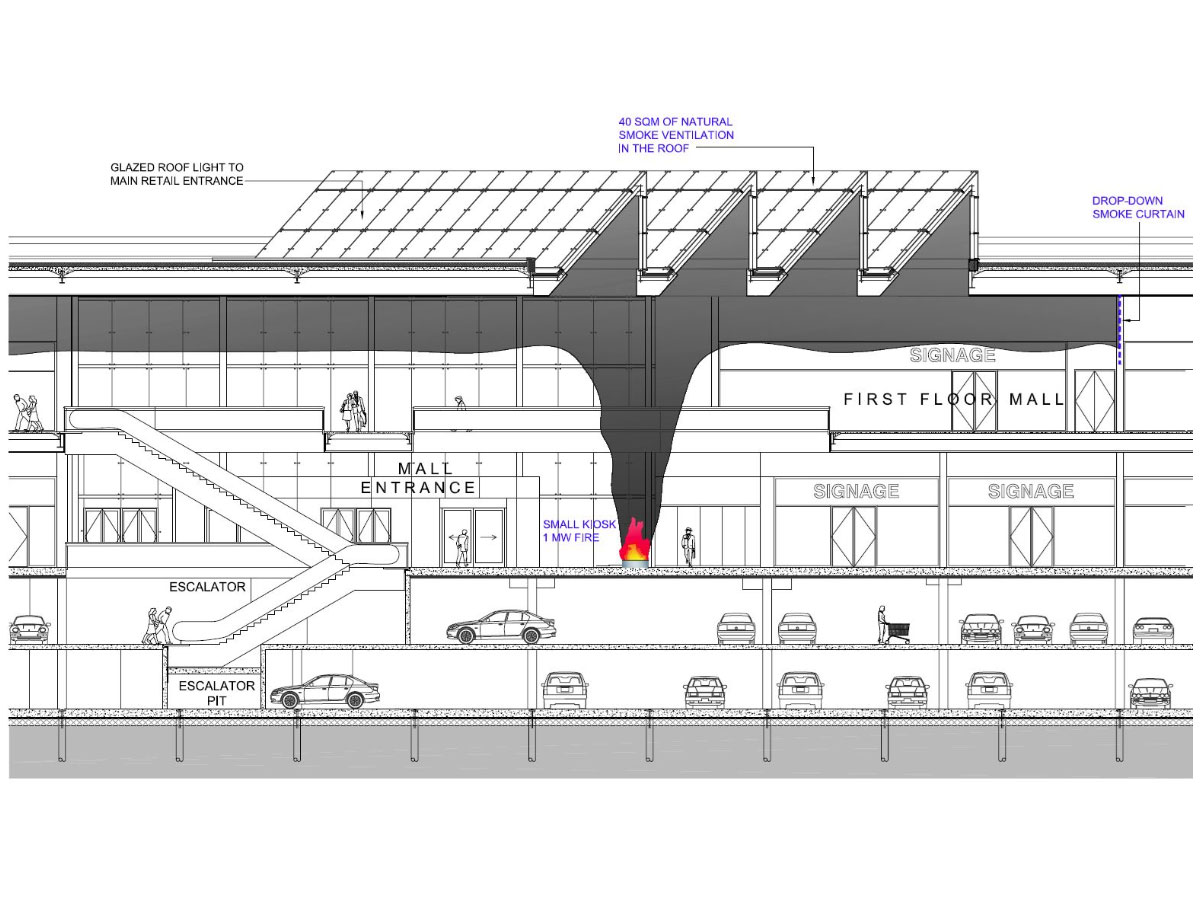 40 SQM OF NATURAL
SMOKE VENTILATION
IN THE ROOF
GLAZED ROOF LIGHT TO
MAIN RETAIL ENTRANCE
DROP-DOWN
SMOKE CURTAIN
SIGNAGE
FIRST FLOOR MALL
MALL
ENTRANCE
SIGNAGE
SIGNAGE
SMALL KIOSK
1 MW FIRE
ESCALATOR
ESCALATOR
PIT